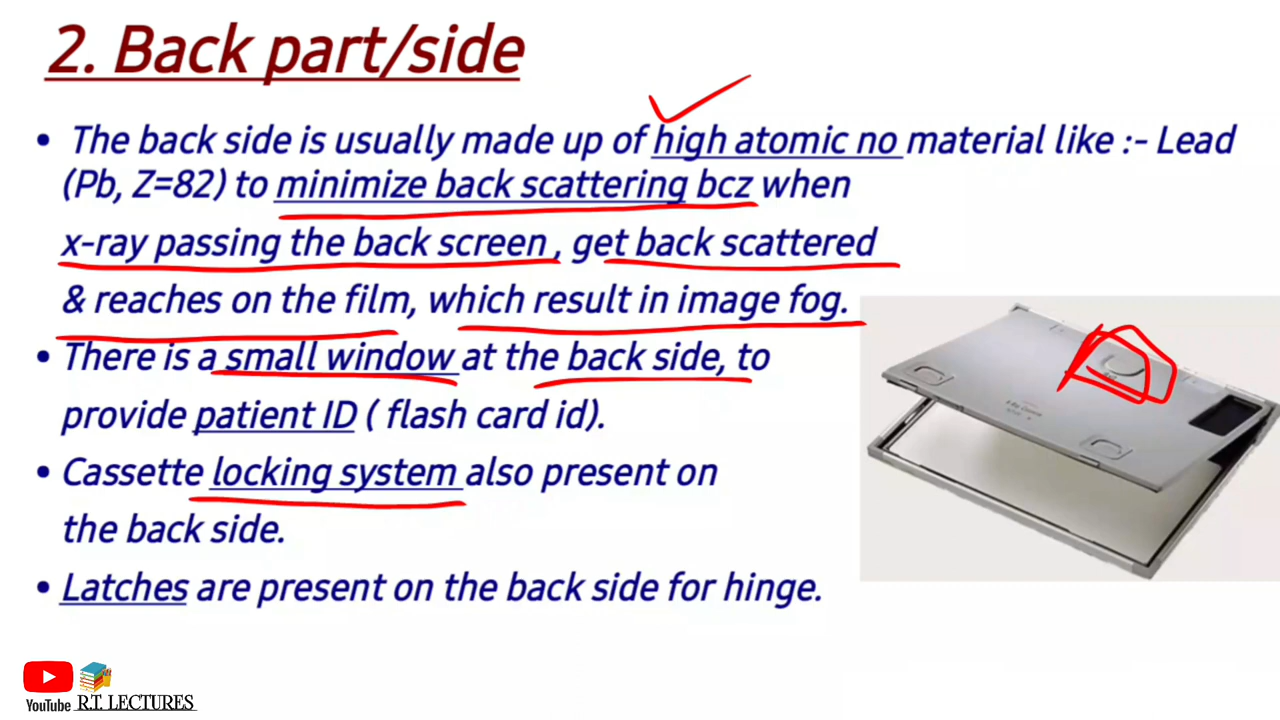 2. Back part/side
• The back side is usually made up of high atomic no material like :- Lead
(Pb, Z=82) to minimize back scattering bcz when
x-ray passing the back screen, get back scattered
& reaches on the film, which result in image fog.
• There is a small window at the back side, to
provide patient ID ( flash card id).
• Cassette locking system also present on
the back side.
• Latches are present on the back side for hinge.
YouTube R.T. LECTURES